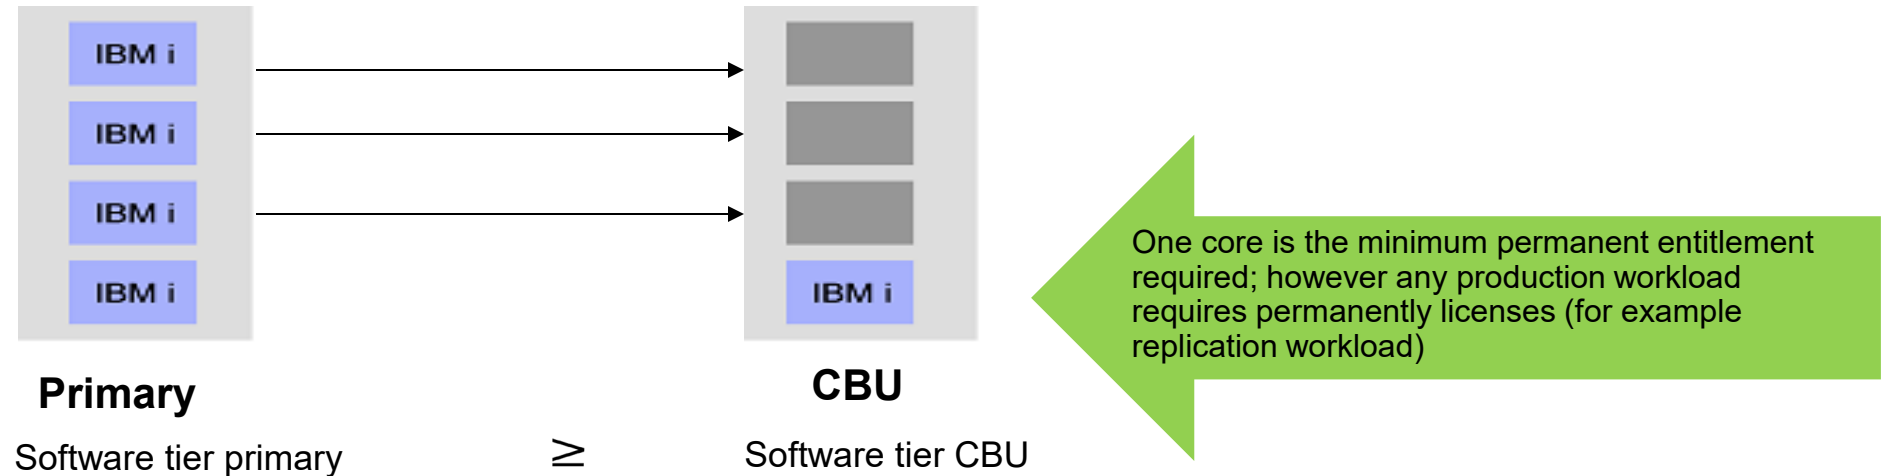 IBM i
IBM i
IBM i
IBM i
IBM i
Primary
CBU
Software tier primary
≥
Software tier CBU
One core is the minimum permanent entitlement
required; however any production workload
requires permanently licenses (for example
replication workload)